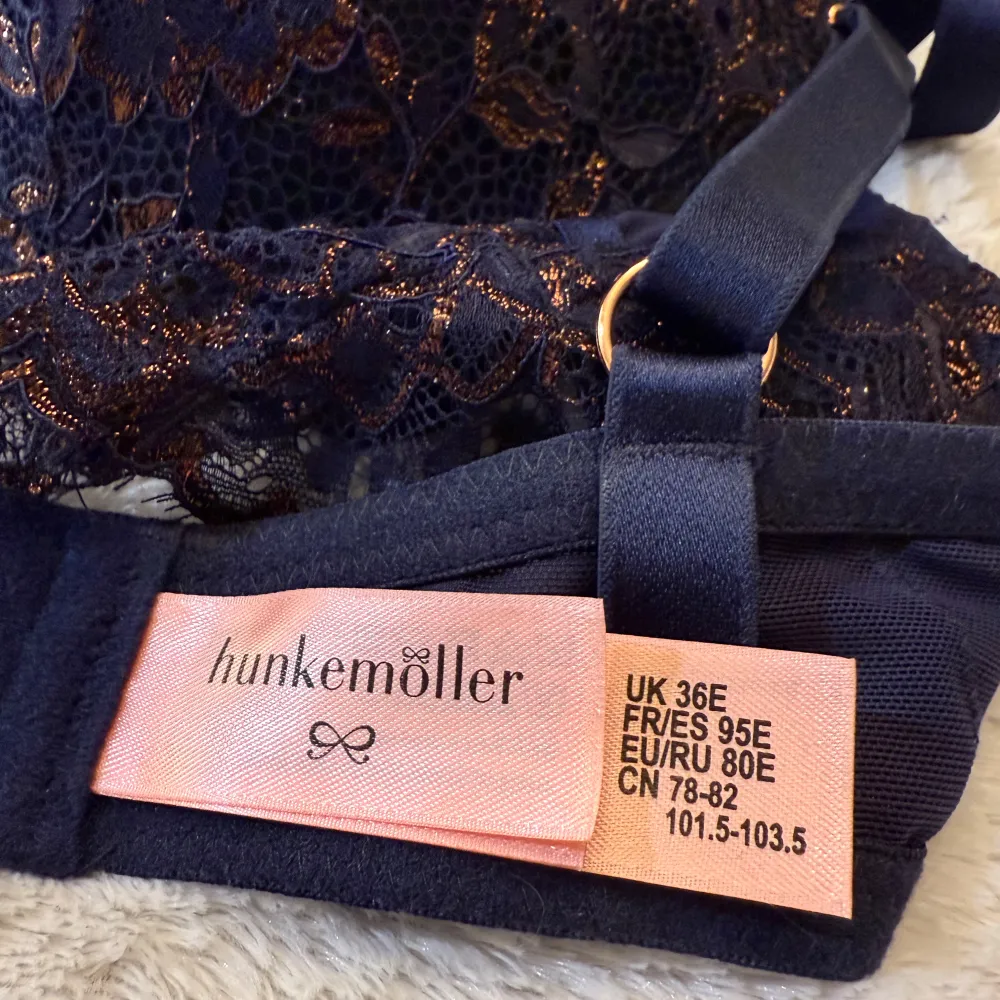 hunkemöller
UK 36E
FR/ES 95E
EU/RU 80E
CN 78-82
101.5-103.5